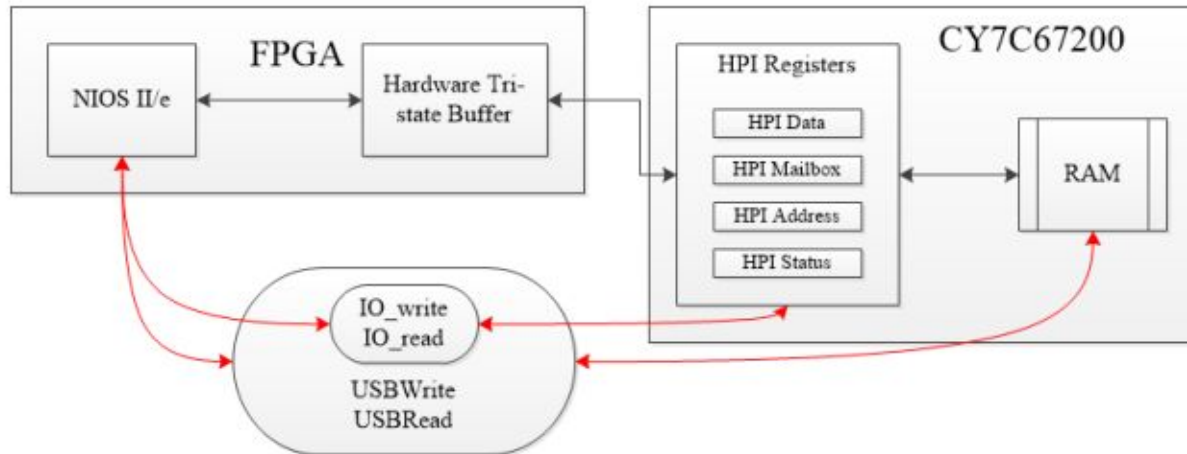 FPGA
NIOS II/e
Hardware Tri-
state Buffer
CY7C67200
HPI Registers
HPI Data
HPI Mailbox
HPI Address
HPI Status
RAM
IO_write
IO_read
USBWrite
USBRead